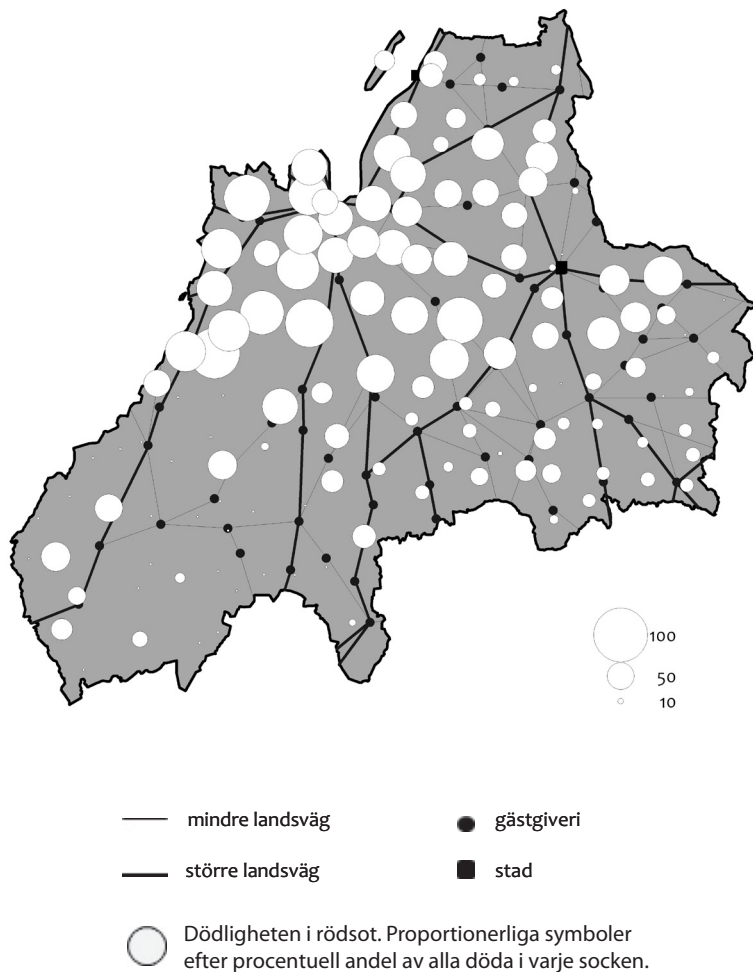 100
50
10
mindre landsväg
gästgiveri
större landsväg
stad
Dödligheten i rödsot. Proportionerliga symboler
efter procentuell andel av alla döda i varje socken.